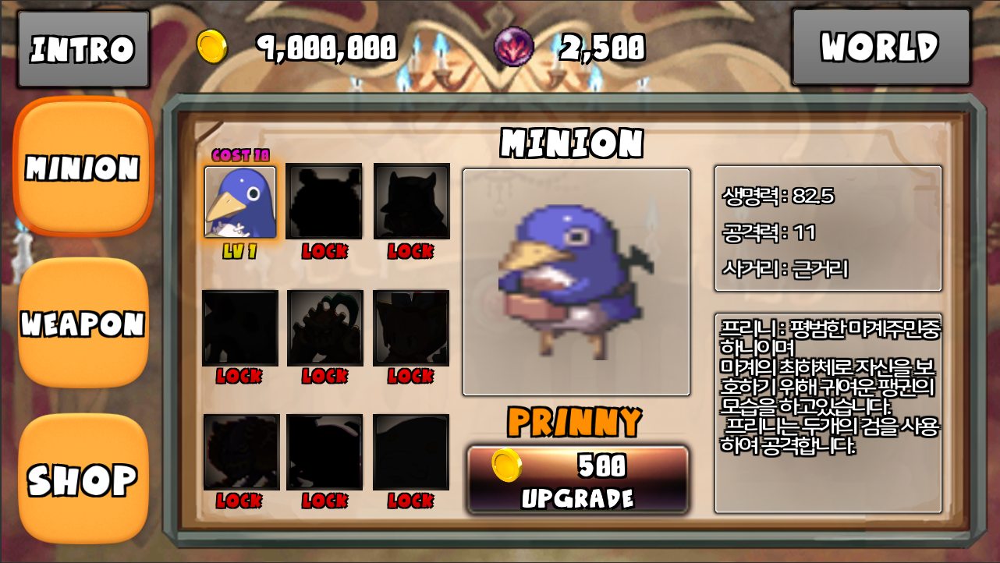 INTRO
9,000,000
2,500
WORLD
MINION
WEAPON
SHOP
MINION
COST 10
LV 1
LOCK
LOCK
LOCK
LOCK
LOCK
LOCK
LOCK
LOCK
PRINNY
500
UPGRADE
생명력 : 82.5
공격력 : 11
사거리 : 근거리
프리니 : 평범한 마계주민중
하니이며
마계의 최하체로 자신을 보
호하기 위해 귀여운 팽귄의
모습을 하고있습니다.
프리니는 두개의 검을 사용
하여 공격합니다.